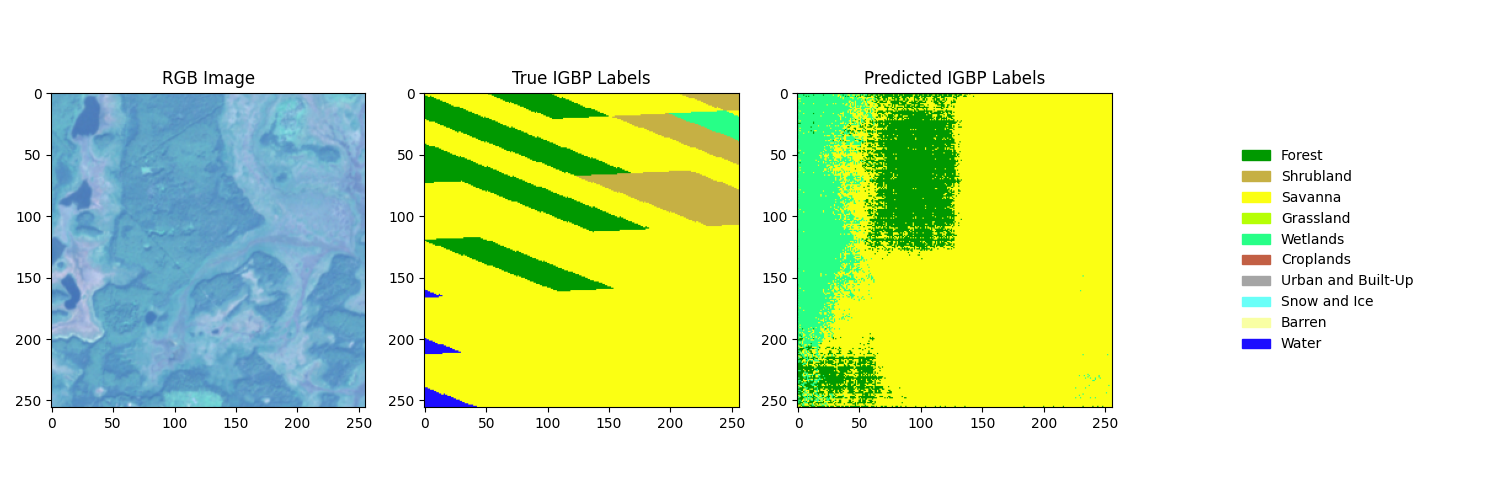 RGB Image
True IGBP Labels
Predicted IGBP Labels
0
50
100
150
200
250
0
50
100
150
200
250
0
50
100
150
200
250
0
50
100
150
200
250
0
50
100
150
200
250
0
50
100
150
200
250
Forest
Shrubland
Savanna
Grassland
Wetlands
Croplands
Urban and Built-Up
Snow and Ice
Barren
Water